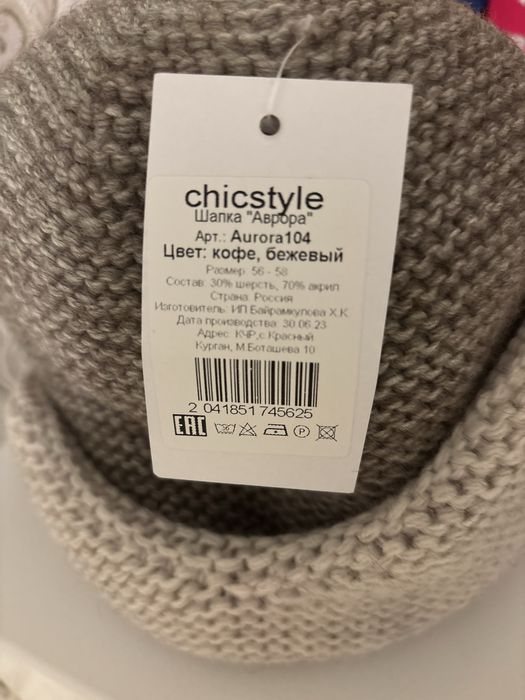 chicstyle
Шапка "Аврора"
Арт.: Aurora104
Цвет: кофе, бежевый
Размер: 56 - 58
Состав: 30% шерсть, 70% акрил
Страна: Россия
Изготовитель: ИП Байрамкулова Х.К
Дата производства: 30.06.23
Адрес: КЧР,с.Красный
Курган, М.Боташева 10
2 041851 745625
EAC P